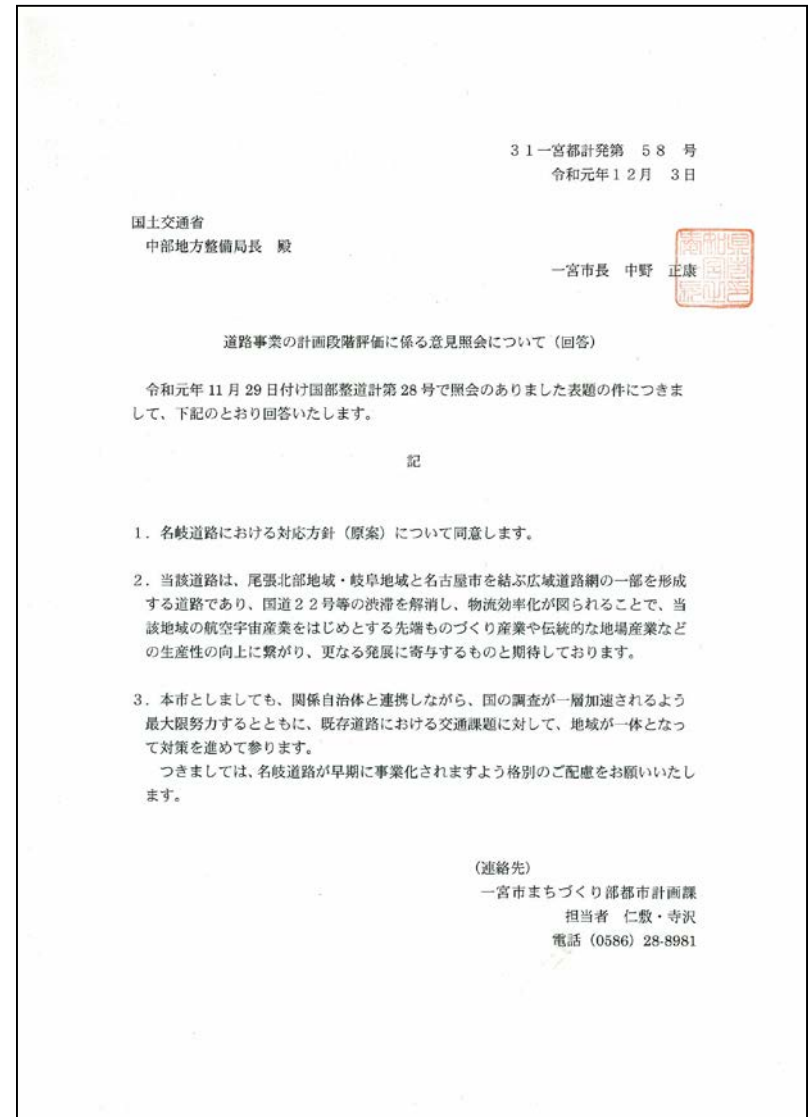 31一宮都計発第 58 号
令和元年12月 3日
国土交通省
中部地方整備局長 殿
一宮市長 中野 正康
道路事業の計画段階評価に係る意見照会について(回答)
令和元年 11 月 29 日付け国部整道計第 28 号で照会のありました表題の件につきま
して、下記のとおり回答いたします。
記
1.名岐道路における対応方針(原案)について同意します。
2.当該道路は、尾張北部地域・岐阜地域と名古屋市を結ぶ広域道路網の一部を形成
する道路であり、国道22号等の渋滞を解消し、物流効率化が図られることで、当
該地域の航空宇宙産業をはじめとする先端ものづくり産業や伝統的な地場産業など
の生産性の向上に繋がり、更なる発展に寄与するものと期待しております。
3.本市としましても、関係自治体と連携しながら、国の調査が一層加速されるよう
最大限努力するとともに、既存道路における交通課題に対して、地域が一体となっ
て対策を進めて参ります。
つきましては、名岐道路が早期に事業化されますよう格別のご配慮をお願いいたし
ます。
(連絡先)
一宮市まちづくり部都市計画課
担当者 仁敷・寺沢
電話(0586)28-8981